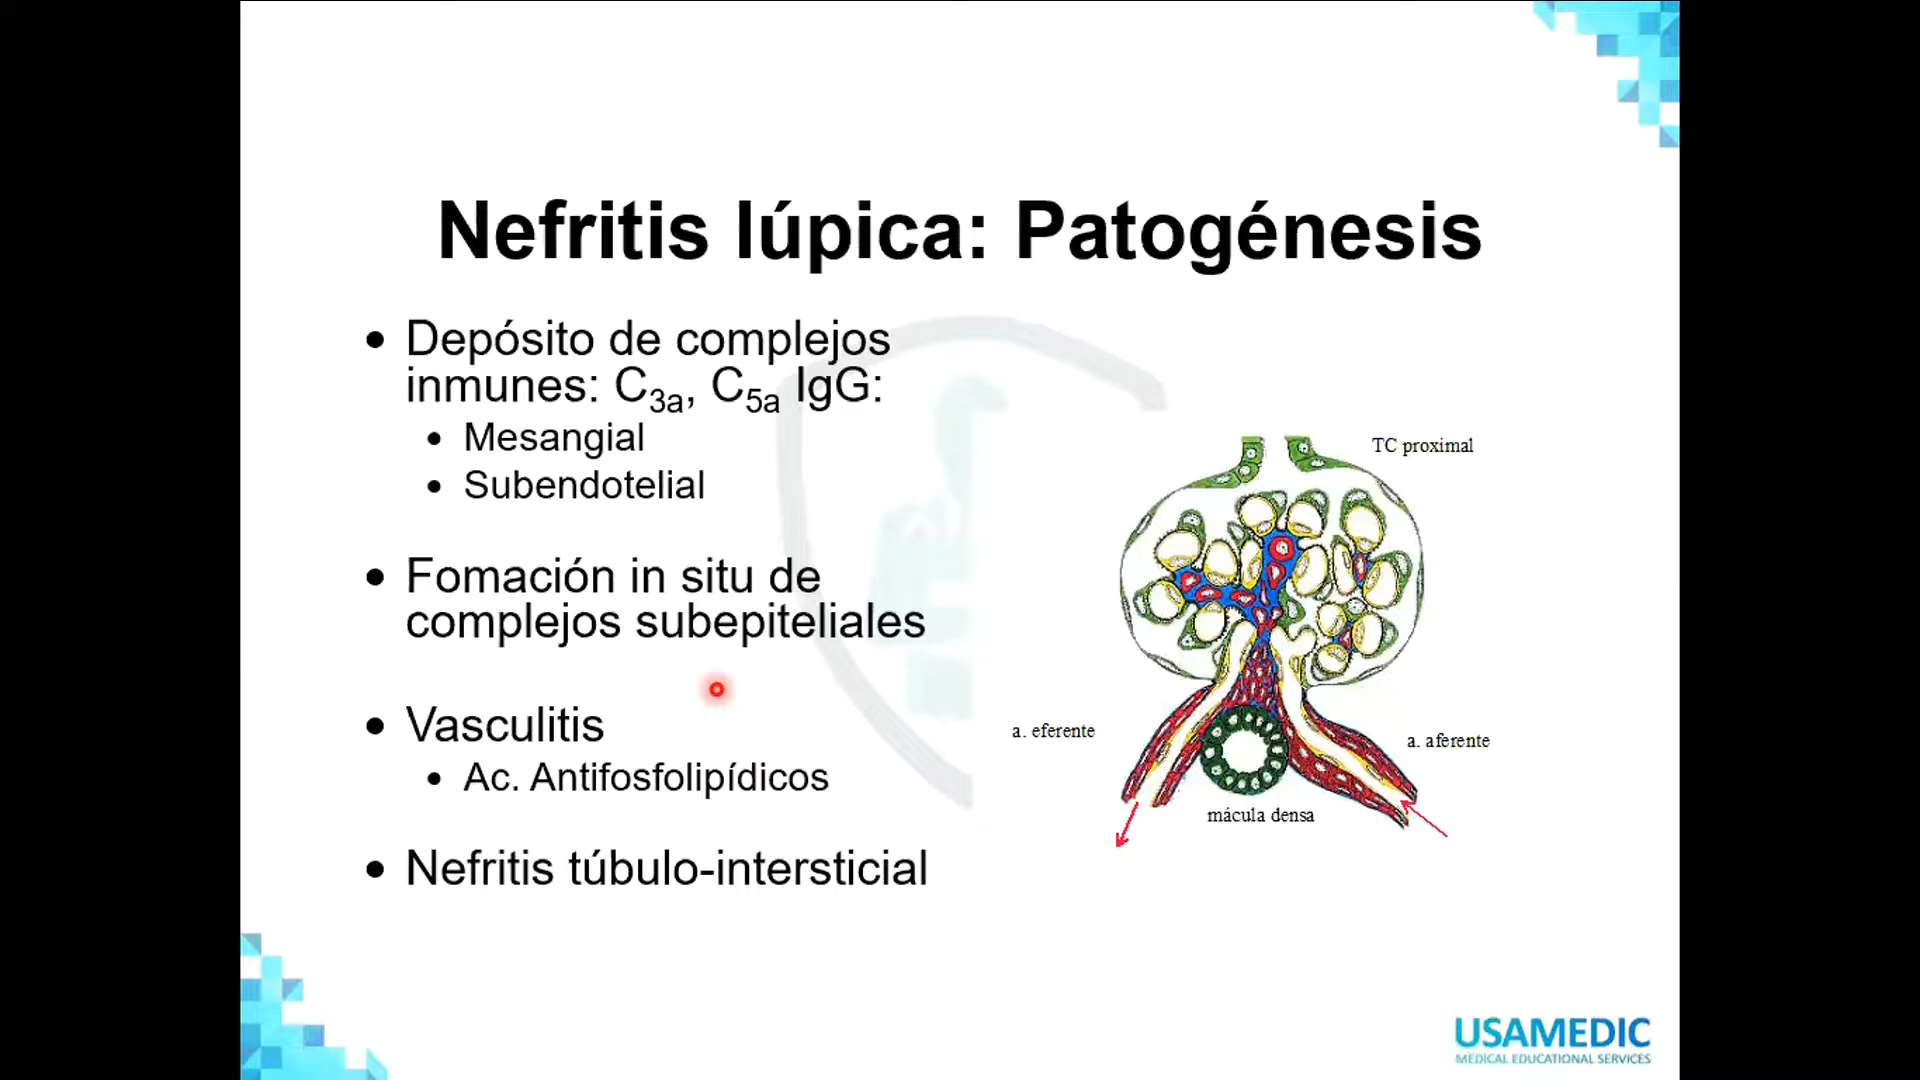 Nefritis lúpica: Patogénesis
• Depósito de complejos
inmunes: C3a, C5a IgG:
• Mesangial
• Subendotelial
• Fomación in situ de
complejos subepiteliales
• Vasculitis
• Ac. Antifosfolipídicos
• Nefritis túbulo-intersticial
TC proximal
a. eferente
a. aferente
mácula densa
USAMEDIC
MEDICAL EDUCATIONAL SERVICES